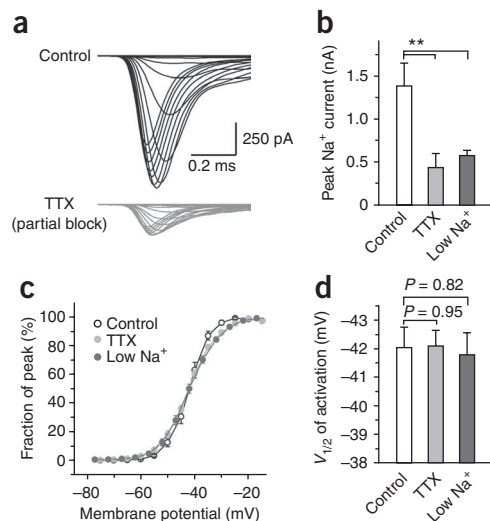 a
Control
250 pA
0.2 ms
TTX
(partial block)
b
Peak Na⁺ current (nA)
1.5
1.0
0.5
0
**
Control
TTX
Low Na⁺
c
Fraction of peak (%)
100
80
60
40
20
0
Control
TTX
Low Na⁺
−80
−60
−40
−20
Membrane potential (mV)
d
V1/2 of activation (mV)
−43
−42
−41
−40
−39
−38
P = 0.82
P = 0.95
Control
TTX
Low Na⁺